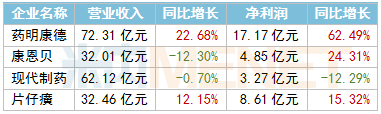 企业名称 营业收入 同比增长 净利润 同比增长
药明康德 72.31 亿元 22.68% 17.17 亿元 62.49%
康恩贝 32.01 亿元 -12.30% 4.85 亿元 24.31%
现代制药 62.12 亿元 -0.70% 3.27 亿元 -12.29%
片仔癀 32.46 亿元 12.15% 8.61 亿元 15.32%